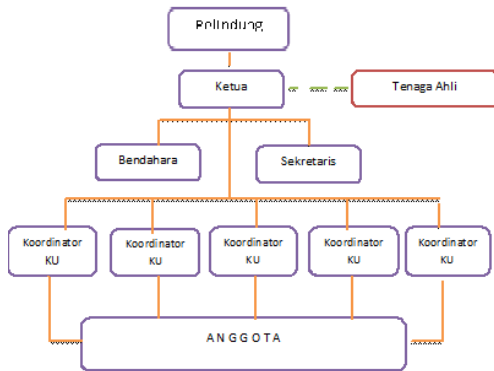 Pelindung
Ketua
Tenaga Ahli
Bendahara
Sekretaris
Koordinator
KU
Koordinator
KU
Koordinator
KU
Koordinator
KU
Koordinator
KU
A N G G O T A